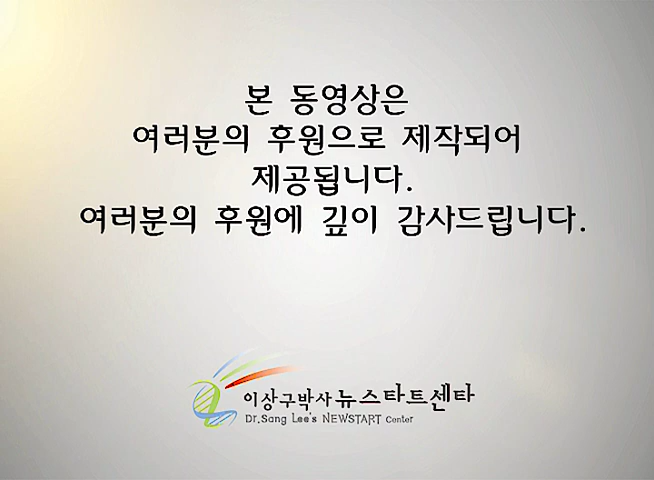 본 동영상은
여러분의 후원으로 제작되어
제공됩니다.
여러분의 후원에 깊이 감사드립니다.
이상구박사 뉴스타트센타
Dr.Sang Lee's NEWSTART Center